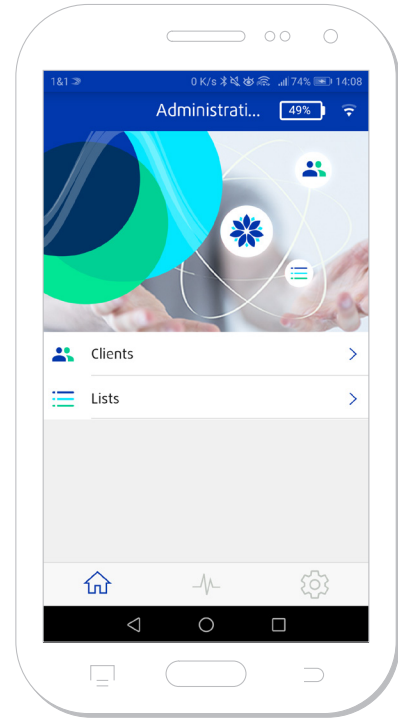 1&1 0 K/s 74% 14:08
Administrati... 49%
Clients
Lists